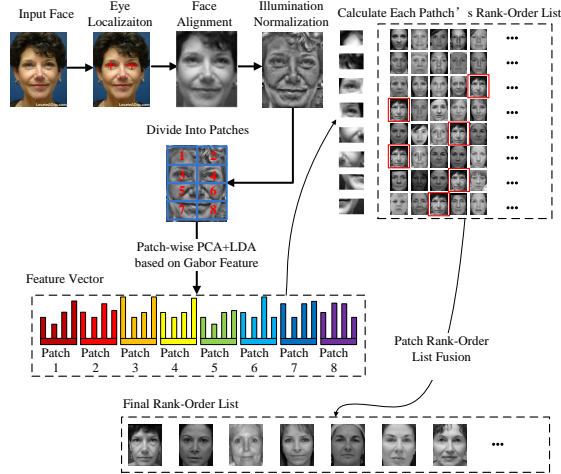 Input Face
Eye
Localizaiton
Face
Alignment
Illumination
Normalization
Calculate Each Pathch's Rank-Order List
Divide Into Patches
1 2
3 4
5 6
7 8
Patch-wise PCA+LDA
based on Gabor Feature
Feature Vector
Patch Patch Patch Patch Patch Patch Patch Patch
1 2 3 4 5 6 7 8
Patch Rank-Order
List Fusion
Final Rank-Order List